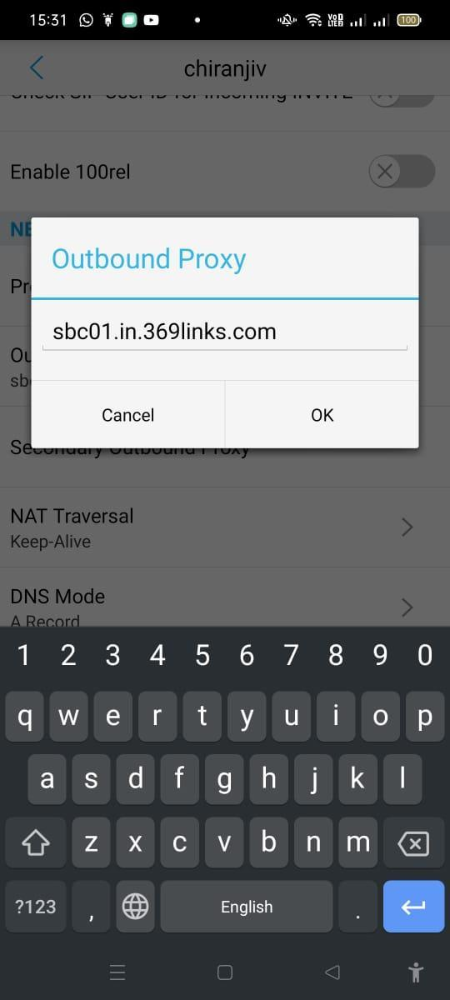 15:31
VoD LTED
100
chiranjiv
Enable 100rel
NE
Outbound Proxy
Pr
sbc01.in.369links.com
Ou
sb
Cancel
OK
Secondary Outbound Proxy
NAT Traversal
Keep-Alive
DNS Mode
A Record
1 2 3 4 5 6 7 8 9 0
q w e r t y u i o p
a s d f g h j k l
z x c v b n m
?123 , English .